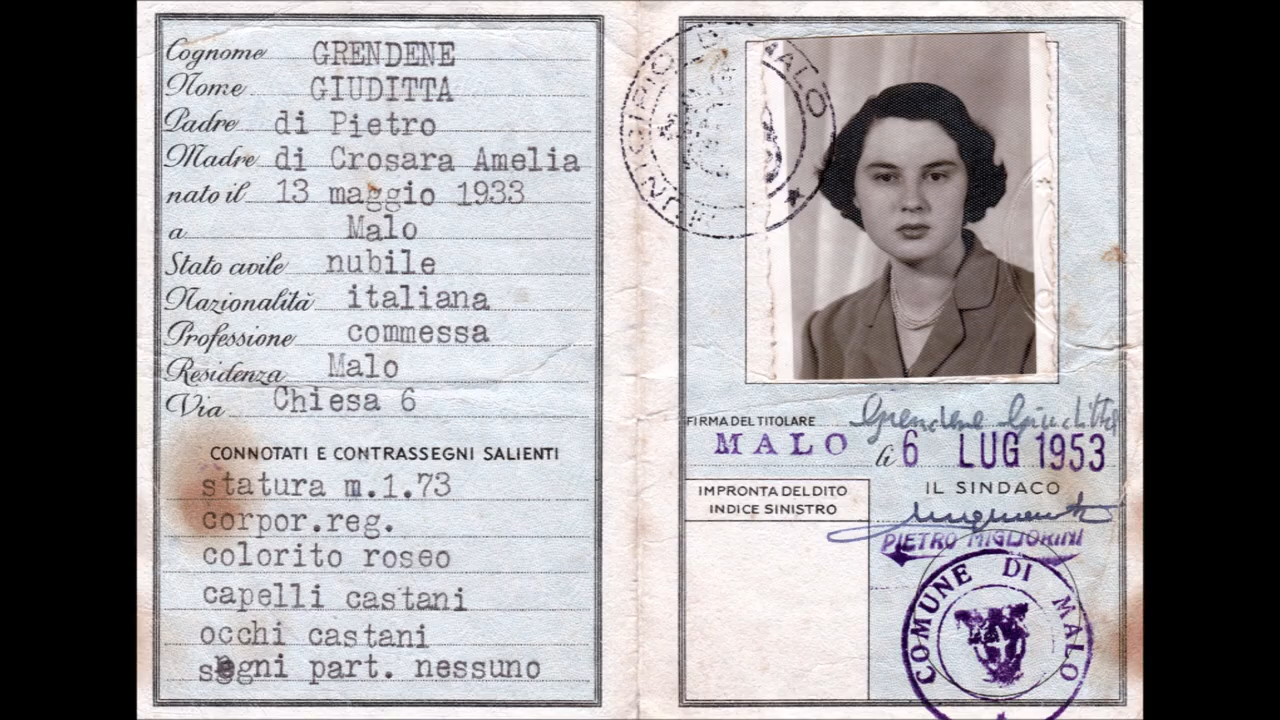 Cognome GRENDENE
Nome GIUDITTA
Padre di Pietro
Madre di Crosara Amelia
nato il 13 maggio 1933
a Malo
Stato civile nubile
Nazionalità italiana
Professione commessa
Residenza Malo
Via Chiesa 6
CONNOTATI E CONTRASSEGNI SALIENTI
statura m.1.73
corpor.reg.
colorito roseo
capelli castani
occhi castani
segni part. nessuno
MUNICIPIO DI MALO
FIRMA DEL TITOLARE Grendene Giuditta
MALO li 6 LUG 1953
IMPRONTA DEL DITO
INDICE SINISTRO
IL SINDACO
PIETRO MIGLIORINI
COMUNE DI MALO